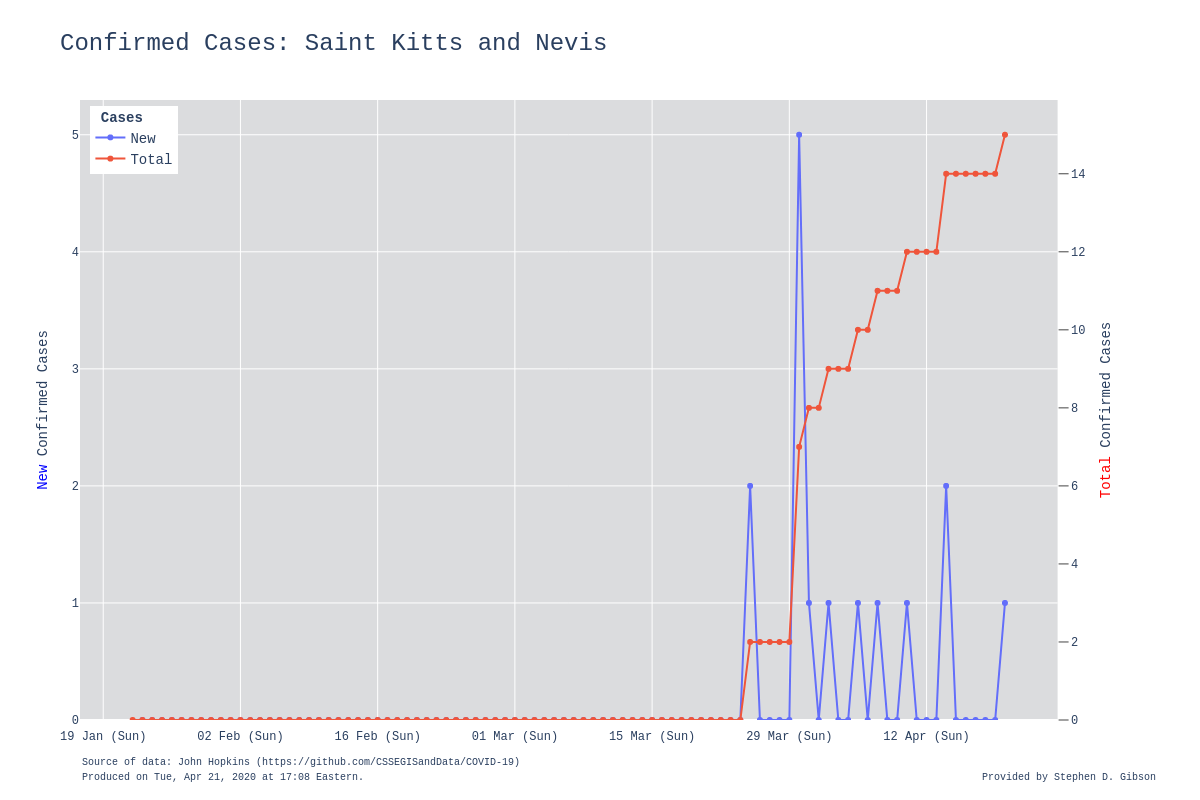 Confirmed Cases: Saint Kitts and Nevis
Cases
New
Total
5
4
3
2
1
0
14
12
10
8
6
4
2
0
New Confirmed Cases
Total Confirmed Cases
19 Jan (Sun) 02 Feb (Sun) 16 Feb (Sun) 01 Mar (Sun) 15 Mar (Sun) 29 Mar (Sun) 12 Apr (Sun)
Source of data: John Hopkins (https://github.com/CSSEGISandData/COVID-19)
Produced on Tue, Apr 21, 2020 at 17:08 Eastern.
Provided by Stephen D. Gibson